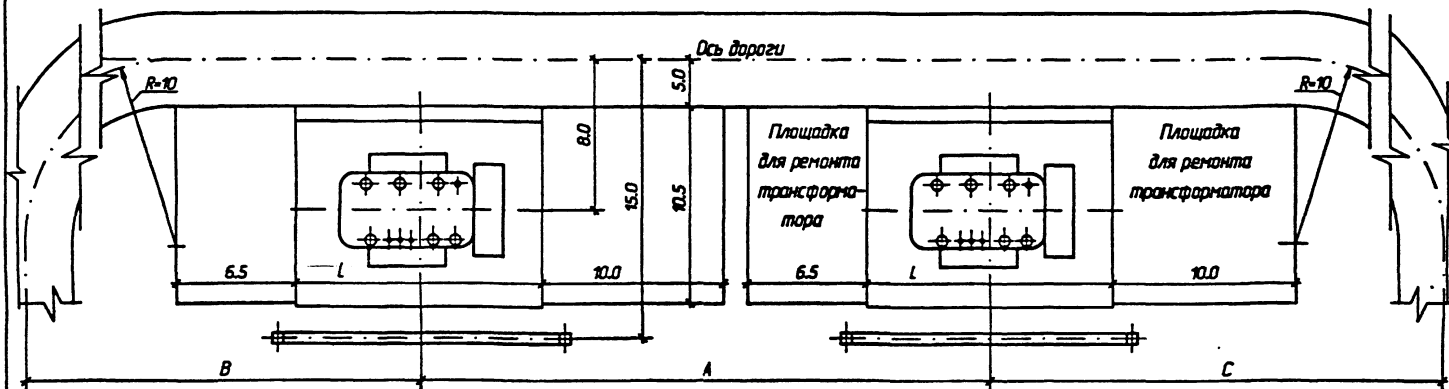 Ось дороги
R=10
5.0
R=10
8.0
Площадка
для ремонта
трансформа-
тора
Площадка
для ремонта
трансформатора
15.0
10.5
6.5
L
10.0
6.5
L
10.0
B
A
C